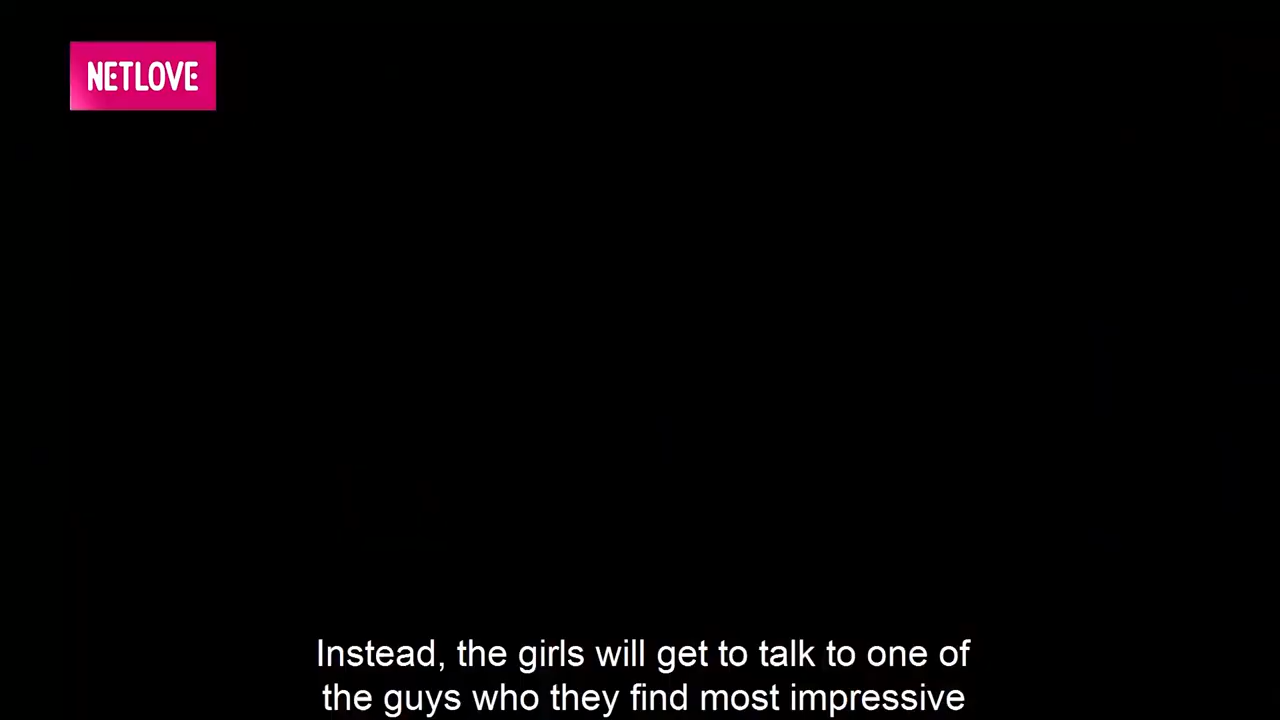 NETLOVE
Instead, the girls will get to talk to one of
the guys who they find most impressive